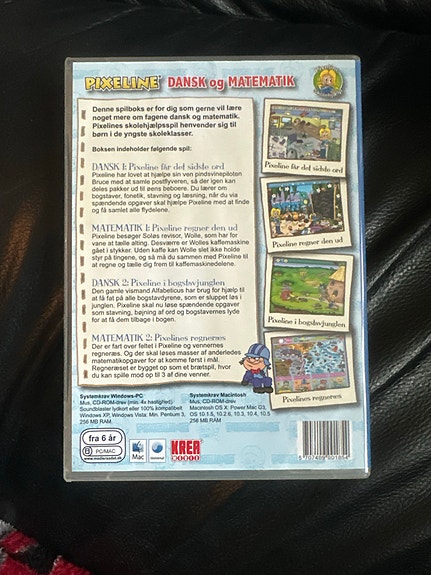 PIXELINE DANSK og MATEMATIK
Denne spilboks er for dig som gerne vil lære
noget mere om fagene dansk og matematik.
Pixelines skolehjælpsspil henvender sig til
børn i de yngste skoleklasser.
Boksen indeholder følgende spil:
DANSK 1: Pixeline får det sidste ord
Pixeline har lovet at hjælpe sin ven pindsvinepiloten
Bruce med at samle postflyveren, så der igen kan
deles pakker ud til øens beboere. Du lærer om
bogstaver, fonetik, stavning og læsning, når du via
spændende opgaver skal hjælpe Pixeline med at finde
og få samlet alle flydelene.
MATEMATIK 1: Pixeline regner den ud
Pixeline besøger Soløs revisor, Wolle, som har for
vane at tælle alting. Desværre er Wolles kaffemaskine
gået i stykker. Uden kaffe kan Wolle slet ikke holde
styr på tingene, og så må du sammen med Pixeline til
at regne og tælle dig frem til kaffemaskinedelene.
DANSK 2: Pixeline i bogstavjunglen
Den gamle vismand Alfabetious har brug for hjælp til
at få fat på alle bogstavdyrene, som er sluppet løs i
junglen. Pixeline skal nu løse spændende opgaver
som stavning, bøjning af ord og bogstavernes lyde
for at få dem tilbage i bogen.
MATEMATIK 2: Pixelines regneræs
Der er fart over feltet i Pixeline og vennernes
regneræs. Og der skal løses masser af anderledes
matematikopgaver for at komme først i mål.
Regneræset er bygget op som et brætspil, hvor
du kan spille mod op til 3 af dine venner.
Pixeline får det sidste ord
Pixeline regner den ud
Pixeline i bogstavjunglen
Pixelines regneræs
Systemkrav Windows-PC
Mus, CD-ROM-drev (min. 4x hastighed).
Soundblaster lydkort eller 100% kompatibelt
Windows XP, Windows Vista: Min. Pentium 3,
256 MB RAM.
Systemkrav Macintosh
Mus, CD-ROM-drev
Macintosh OS X: Power Mac G3,
OS 10.1.5, 10.2.6, 10.3, 10.4, 10.5
256 MB RAM
fra 6 år
PC/MAC
Mac
Universal
KREA
MEDIE
5 707409 001854